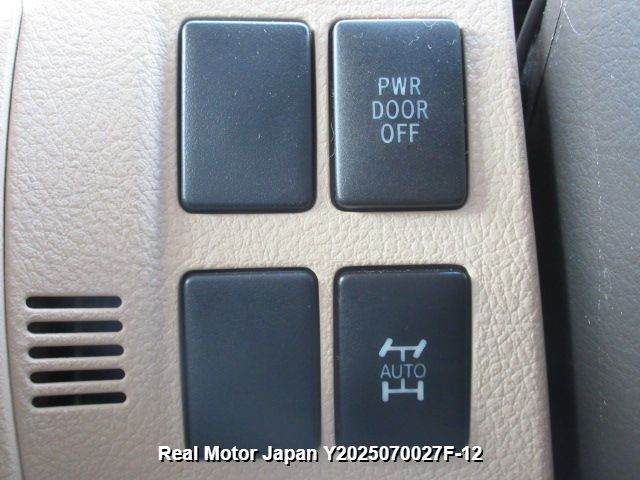 PWR
DOOR
OFF
AUTO
Real Motor Japan Y2025070027F-12